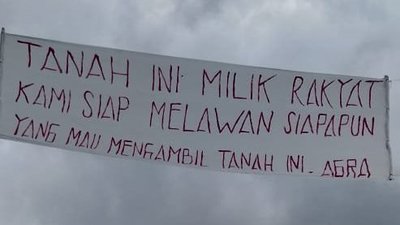 TANAH INI MILIK RAKYAT
KAMI SIAP MELAWAN SIAPAPUN
YANG MAU MENGAMBIL TANAH INI. AGRA